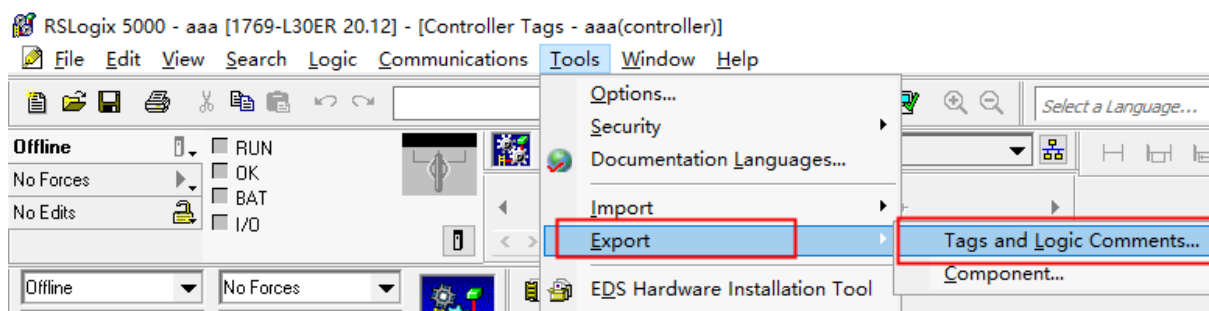 RSLogix 5000 - aaa [1769-L30ER 20.12] - [Controller Tags - aaa(controller)]
File Edit View Search Logic Communications Tools Window Help
Options...
Select a Language...
Security
Offline
RUN
Documentation Languages...
OK
No Forces
BAT
Import
No Edits
I/O
Export
Tags and Logic Comments...
Component...
Offline
No Forces
EDS Hardware Installation Tool